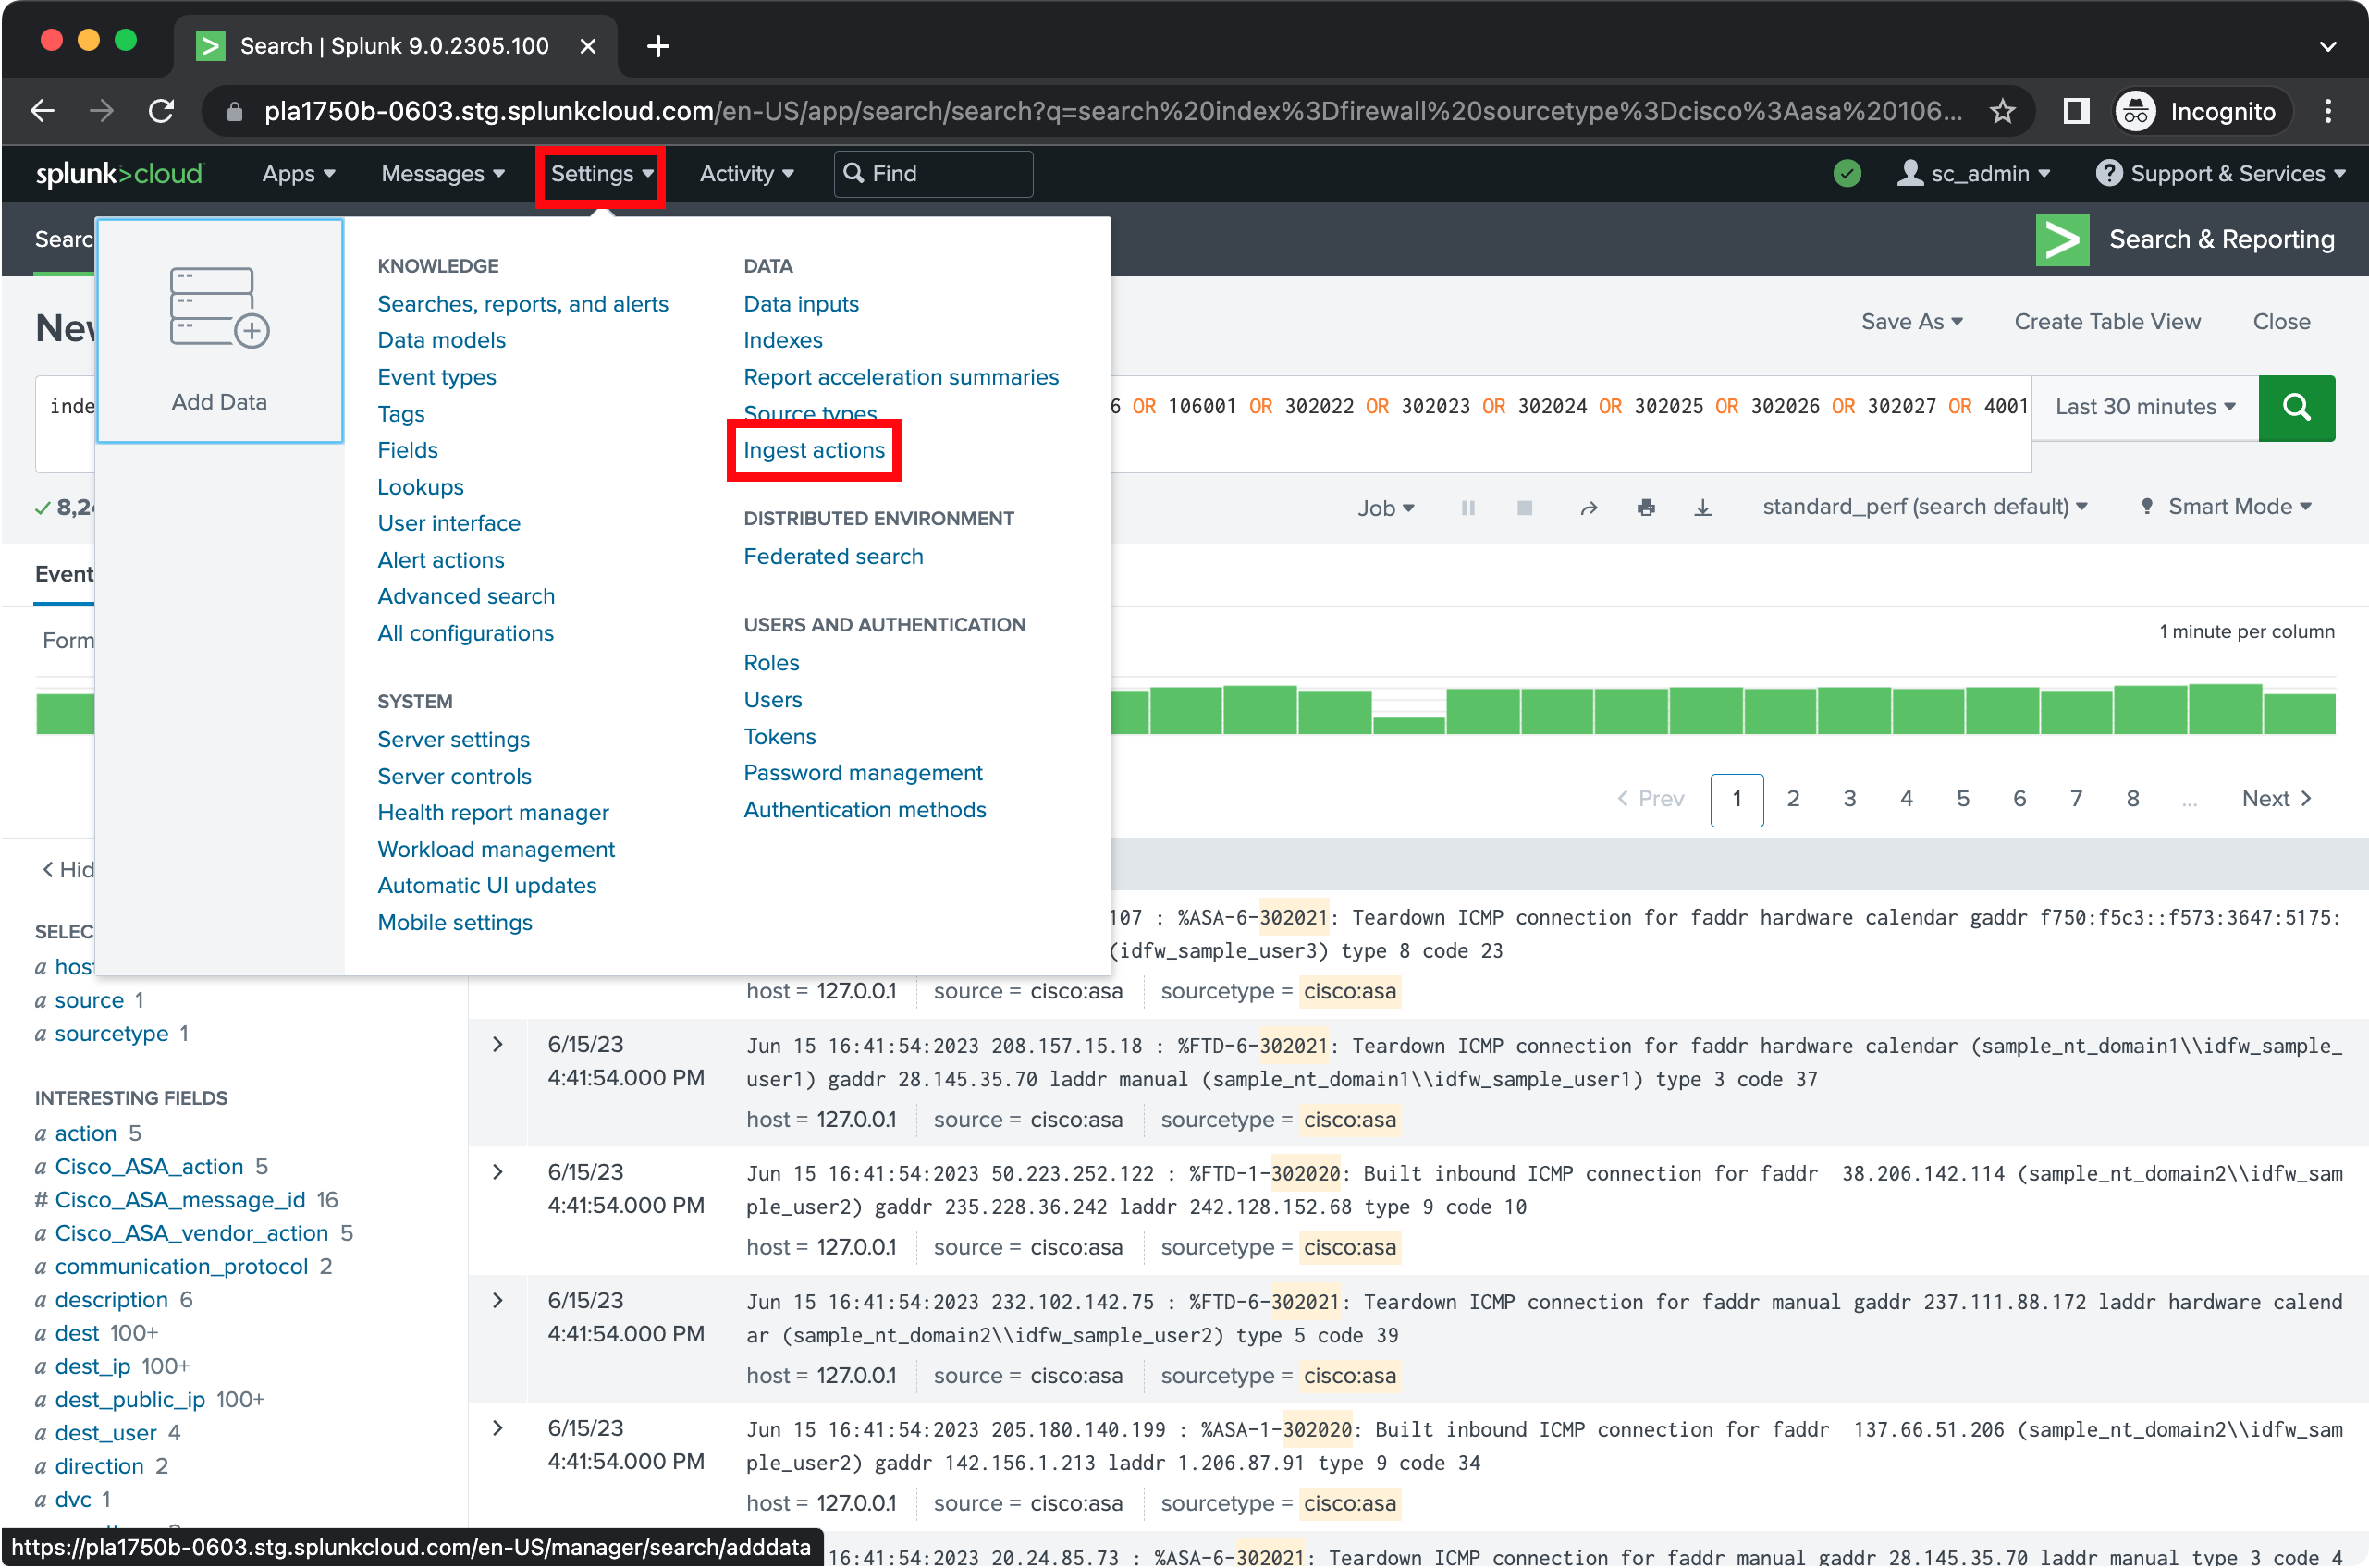 Search | Splunk 9.0.2305.100
pla1750b-0603.stg.splunkcloud.com/en-US/app/search/search?q=search%20index%3Dfirewall%20sourcetype%3Dcisco%3Aasa%20106...
Incognito
splunk>cloud Apps Messages Settings Activity Find sc_admin Support & Services
Searc
Search & Reporting
Add Data
KNOWLEDGE
Searches, reports, and alerts
Data models
Event types
Tags
Fields
Lookups
User interface
Alert actions
Advanced search
All configurations
SYSTEM
Server settings
Server controls
Health report manager
Workload management
Automatic UI updates
Mobile settings
DATA
Data inputs
Indexes
Report acceleration summaries
Source types
Ingest actions
DISTRIBUTED ENVIRONMENT
Federated search
USERS AND AUTHENTICATION
Roles
Users
Tokens
Password management
Authentication methods
New
Save As Create Table View Close
inde
6 OR 106001 OR 302022 OR 302023 OR 302024 OR 302025 OR 302026 OR 302027 OR 4001
Last 30 minutes
8,24
Job
standard_perf (search default)
Smart Mode
Event
Form
1 minute per column
< Prev 1 2 3 4 5 6 7 8 ... Next >
< Hid
SELEC
a host
a source 1
a sourcetype 1
INTERESTING FIELDS
a action 5
a Cisco_ASA_action 5
# Cisco_ASA_message_id 16
a Cisco_ASA_vendor_action 5
a communication_protocol 2
a description 6
a dest 100+
a dest_ip 100+
a dest_public_ip 100+
a dest_user 4
a direction 2
a dvc 1
107 : %ASA-6-302021: Teardown ICMP connection for faddr hardware calendar gaddr f750:f5c3::f573:3647:5175:
(idfw_sample_user3) type 8 code 23
host = 127.0.0.1 source = cisco:asa sourcetype = cisco:asa
6/15/23
4:41:54.000 PM
Jun 15 16:41:54:2023 208.157.15.18 : %FTD-6-302021: Teardown ICMP connection for faddr hardware calendar (sample_nt_domain1\\idfw_sample_
user1) gaddr 28.145.35.70 laddr manual (sample_nt_domain1\\idfw_sample_user1) type 3 code 37
host = 127.0.0.1 source = cisco:asa sourcetype = cisco:asa
6/15/23
4:41:54.000 PM
Jun 15 16:41:54:2023 50.223.252.122 : %FTD-1-302020: Built inbound ICMP connection for faddr 38.206.142.114 (sample_nt_domain2\\idfw_sam
ple_user2) gaddr 235.228.36.242 laddr 242.128.152.68 type 9 code 10
host = 127.0.0.1 source = cisco:asa sourcetype = cisco:asa
6/15/23
4:41:54.000 PM
Jun 15 16:41:54:2023 232.102.142.75 : %FTD-6-302021: Teardown ICMP connection for faddr manual gaddr 237.111.88.172 laddr hardware calend
ar (sample_nt_domain2\\idfw_sample_user2) type 5 code 39
host = 127.0.0.1 source = cisco:asa sourcetype = cisco:asa
6/15/23
4:41:54.000 PM
Jun 15 16:41:54:2023 205.180.140.199 : %ASA-1-302020: Built inbound ICMP connection for faddr 137.66.51.206 (sample_nt_domain2\\idfw_sam
ple_user2) gaddr 142.156.1.213 laddr 1.206.87.91 type 9 code 34
host = 127.0.0.1 source = cisco:asa sourcetype = cisco:asa
16:41:54:2023 20.24.85.73 : %ASA-6-302021: Teardown ICMP connection for faddr manual gaddr 28.145.35.70 laddr manual type 3 code 4
https://pla1750b-0603.stg.splunkcloud.com/en-US/manager/search/adddata